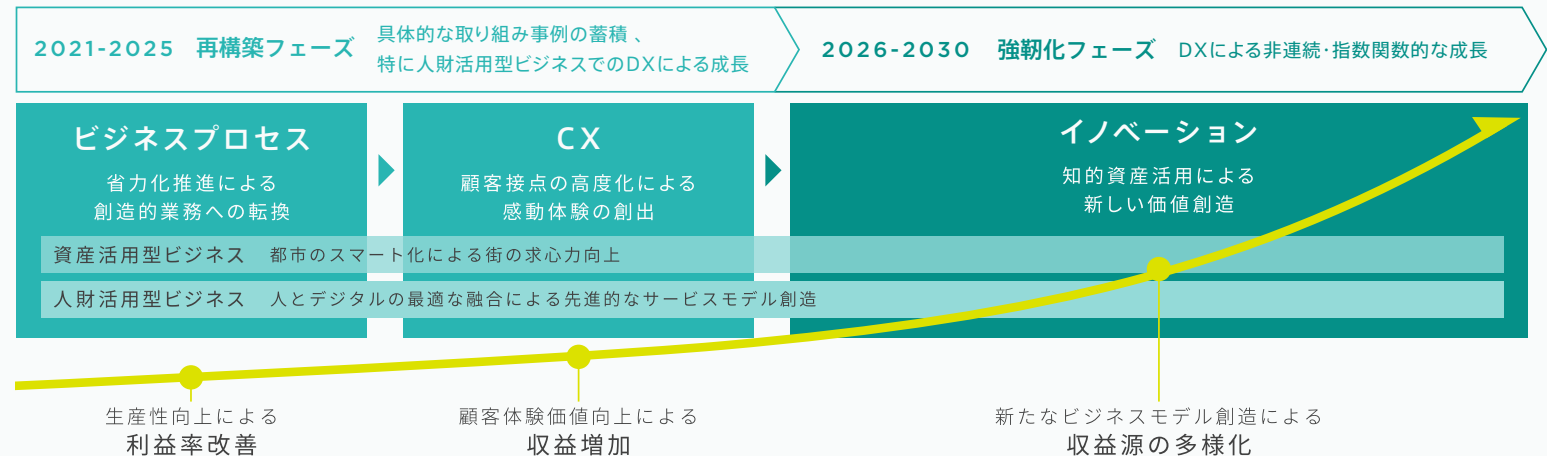 2021-2025 再構築フェーズ
具体的な取り組み事例の蓄積 、
特に人財活用型ビジネスでのDXによる成長
2026-2030 強靭化フェーズ DXによる非連続・指数関数的な成長
ビジネスプロセス
省力化推進による
創造的業務への転換
CX
顧客接点の高度化による
感動体験の創出
イノベーション
知的資産活用による
新しい価値創造
資産活用型ビジネス 都市のスマート化による街の求心力向上
人財活用型ビジネス 人とデジタルの最適な融合による先進的なサービスモデル創造
生産性向上による
利益率改善
顧客体験価値向上による
収益増加
新たなビジネスモデル創造による
収益源の多様化